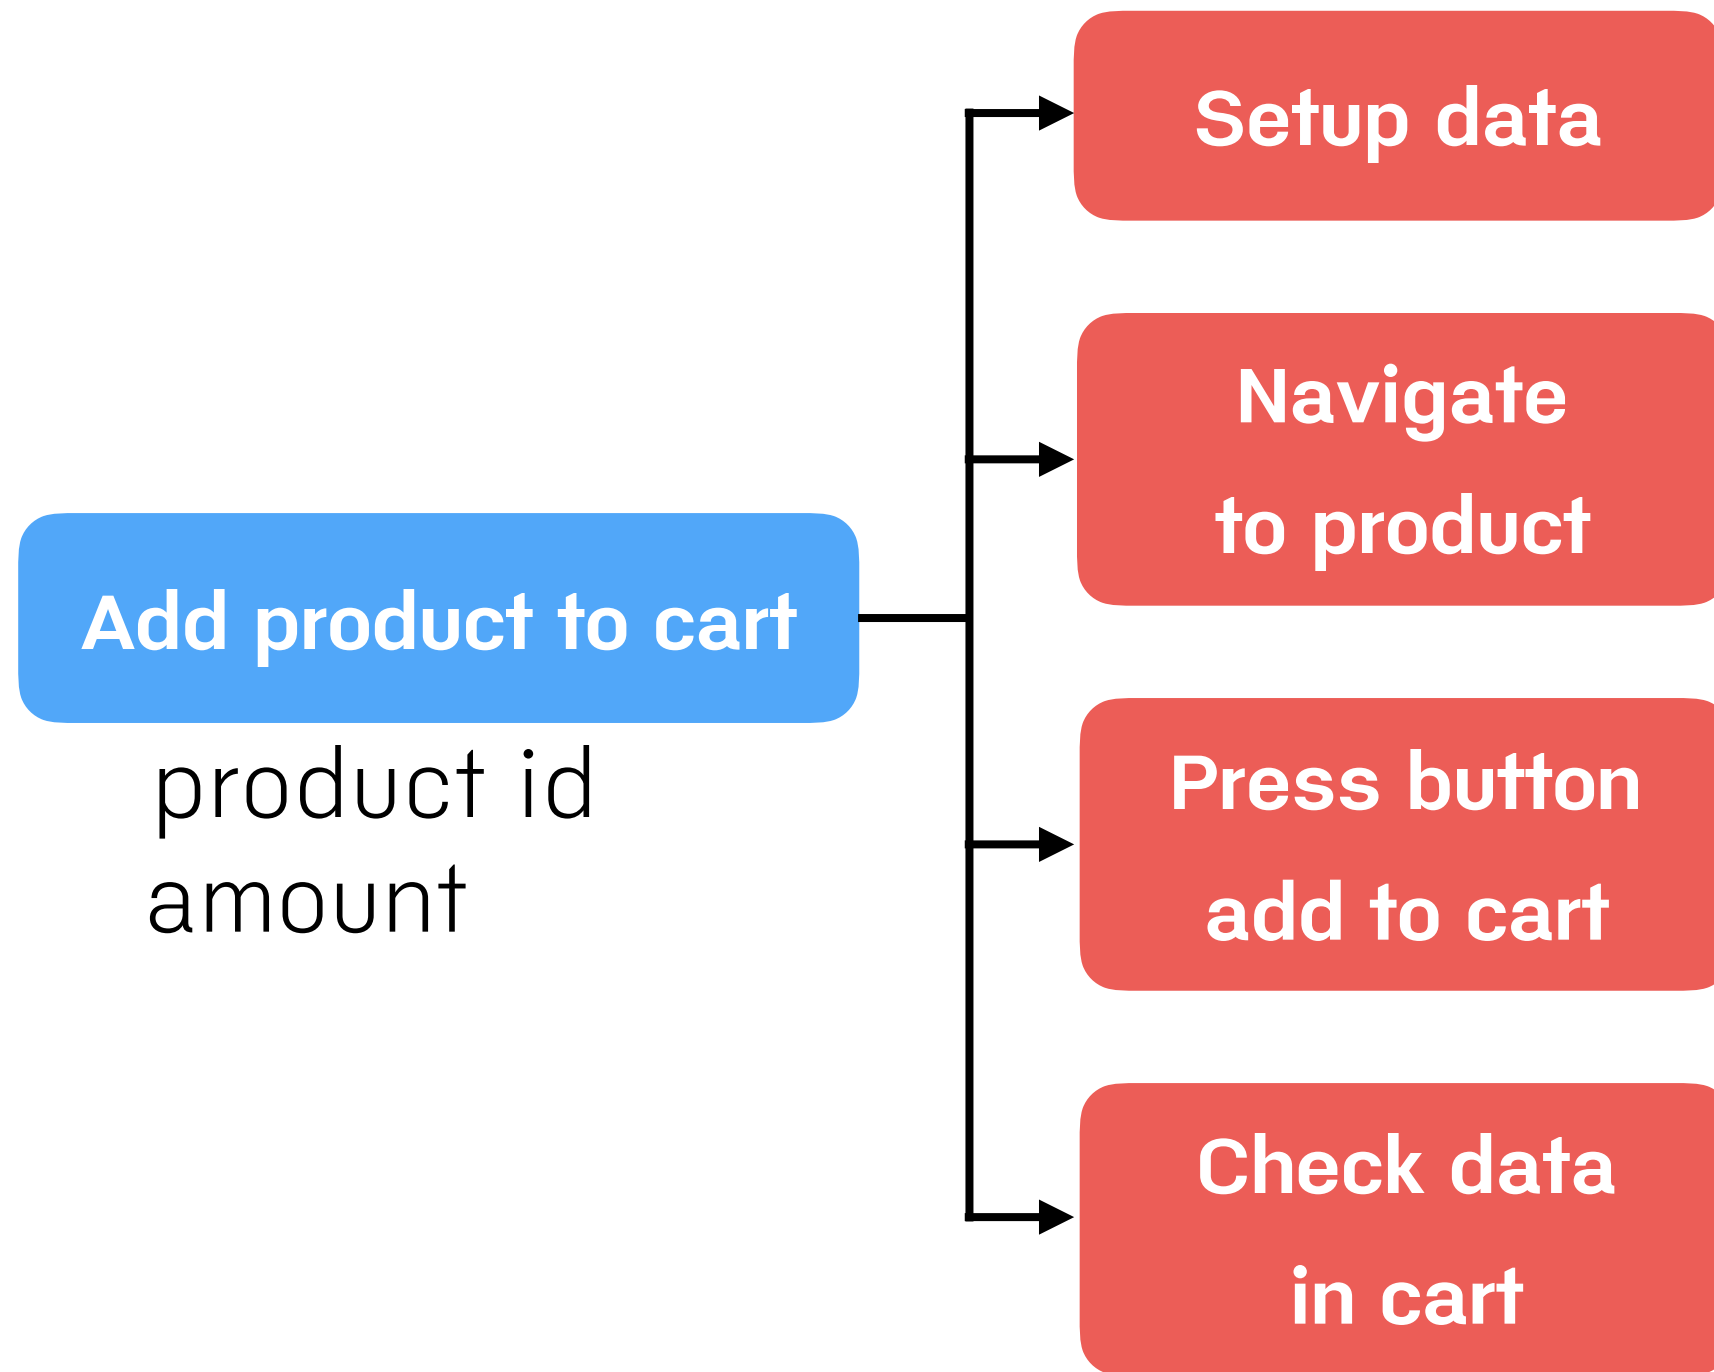 Setup data
Navigate
to product
Add product to cart
product id
amount
Press button
add to cart
Check data
in cart